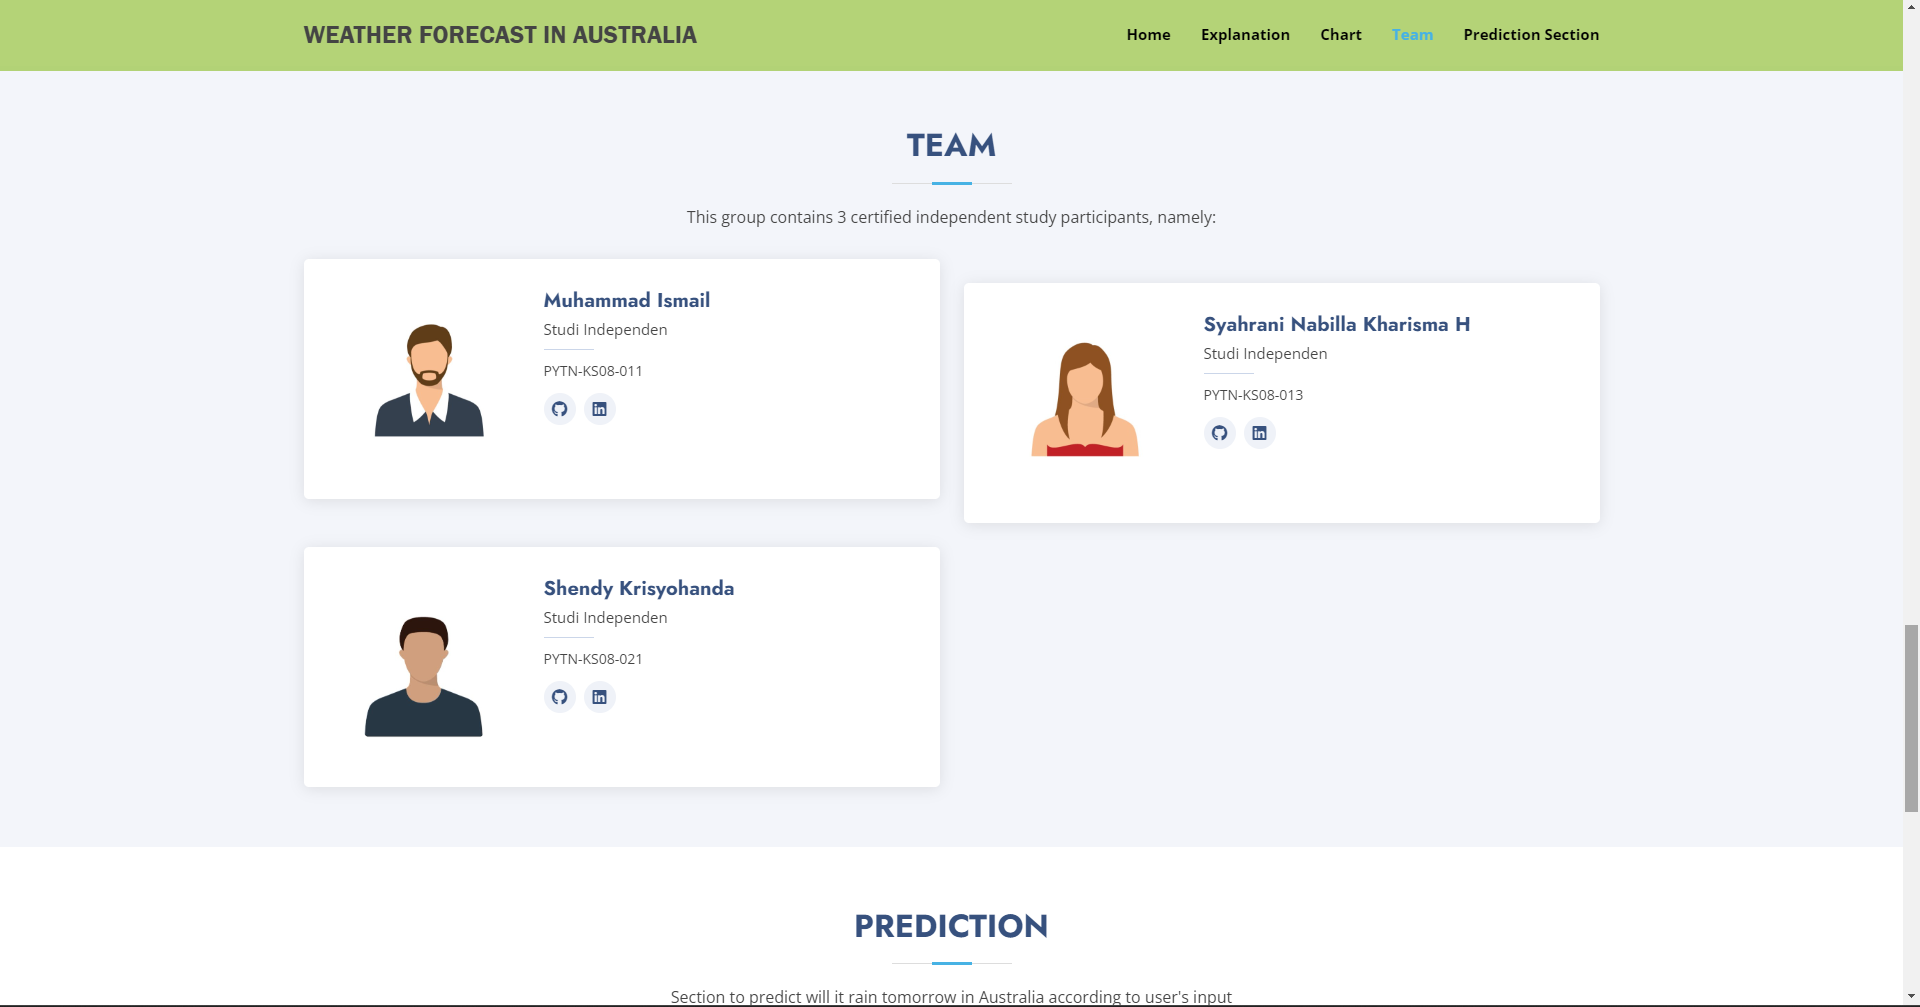 WEATHER FORECAST IN AUSTRALIA
Home Explanation Chart Team Prediction Section
TEAM
This group contains 3 certified independent study participants, namely:
Muhammad Ismail
Studi Independen
PYTN-KS08-011
Syahrani Nabilla Kharisma H
Studi Independen
PYTN-KS08-013
Shendy Krisyohanda
Studi Independen
PYTN-KS08-021
PREDICTION
Section to predict will it rain tomorrow in Australia according to user's input